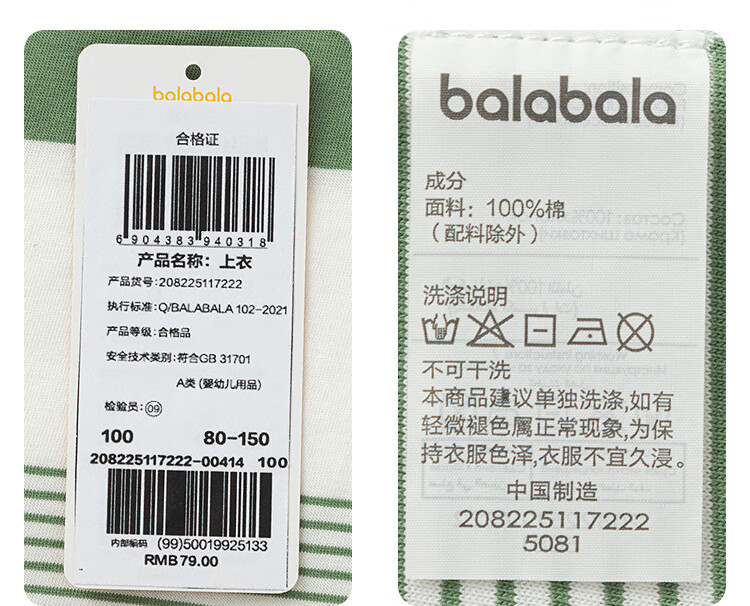 balabala
合格证
6 904383 940318
产品名称：上衣
产品货号：208225117222
执行标准：Q/BALABALA 102-2021
产品等级：合格品
安全技术类别：符合GB 31701
A类（婴幼儿用品）
检验员：09
100 80-150
208225117222-00414 100
内部编码 (99)50019925133
RMB79.00
balabala
成分
面料：100%棉
（配料除外）
洗涤说明
不可干洗
本商品建议单独洗涤,如有
轻微褪色属正常现象,为保
持衣服色泽,衣服不宜久浸。
中国制造
208225117222
5081